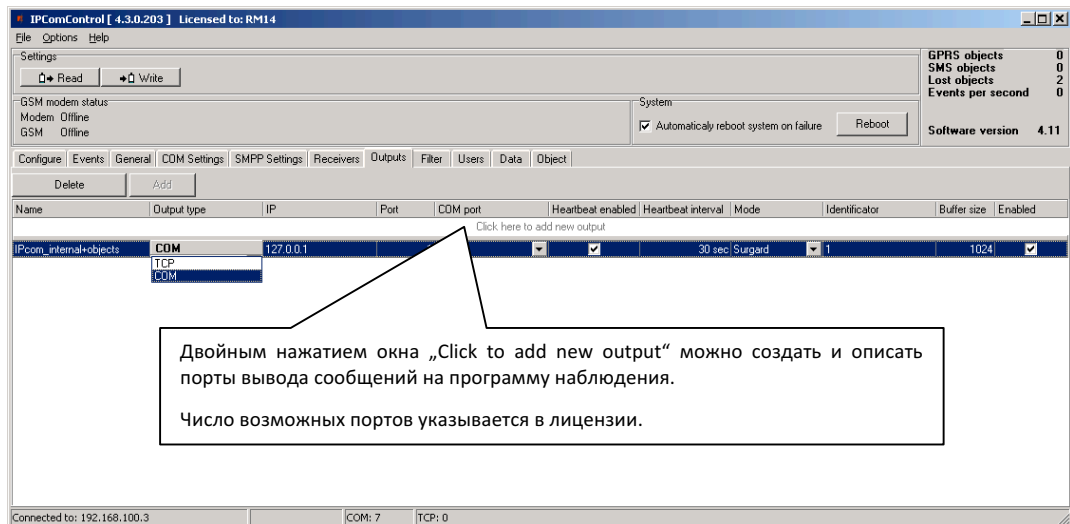 IPComControl [ 4.3.0.203 ] Licensed to: RM14
File Options Help
Settings
Read Write
GSM modem status
Modem Offline
GSM Offline
System
Automaticaly reboot system on failure Reboot
GPRS objects 0
SMS objects 0
Lost objects 2
Events per second 0
Software version 4.11
Configure Events General COM Settings SMPP Settings Receivers Outputs Filter Users Data Object
Delete Add
Name Output type IP Port COM port Heartbeat enabled Heartbeat interval Mode Identificator Buffer size Enabled
Click here to add new output
IPcom_internal+objects COM 127.0.0.1 30 sec Surgard 1 1024
TCP
COM
Двойным нажатием окна „Click to add new output“ можно создать и описать
порты вывода сообщений на программу наблюдения.
Число возможных портов указывается в лицензии.
Connected to: 192.168.100.3 COM: 7 TCP: 0